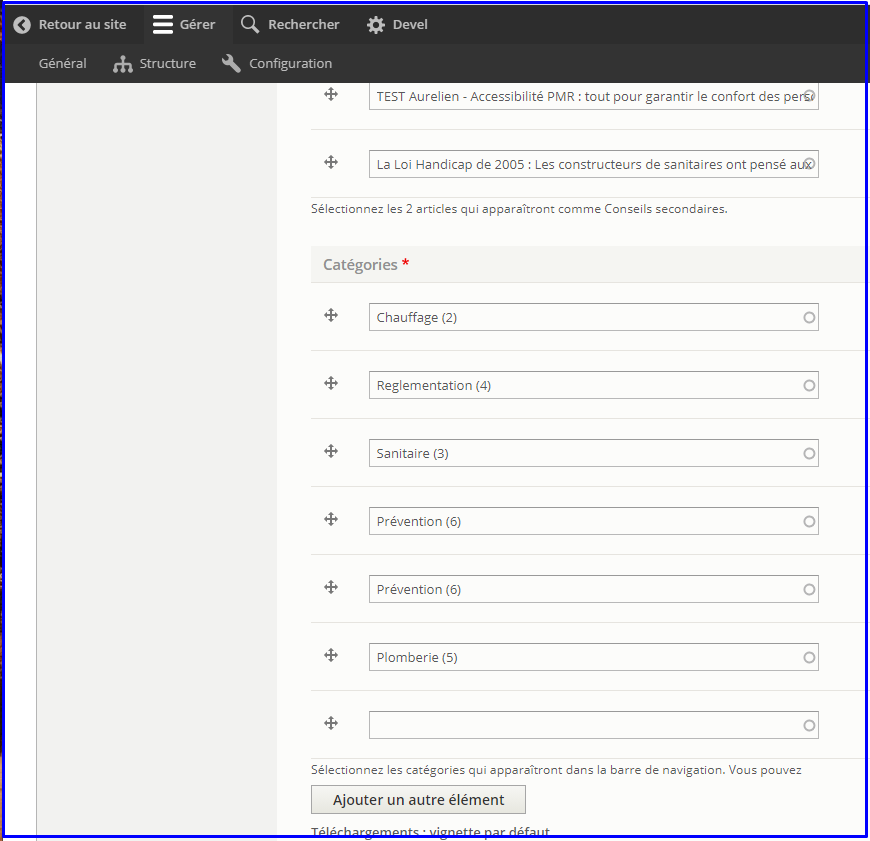 Retour au site Gérer Rechercher Devel
Général Structure Configuration
TEST Aurelien - Accessibilité PMR : tout pour garantir le confort des pers
La Loi Handicap de 2005 : Les constructeurs de sanitaires ont pensé aux
Sélectionnez les 2 articles qui apparaîtront comme Conseils secondaires.
Catégories *
Chauffage (2)
Reglementation (4)
Sanitaire (3)
Prévention (6)
Prévention (6)
Plomberie (5)
Sélectionnez les catégories qui apparaîtront dans la barre de navigation. Vous pouvez
Ajouter un autre élément
Téléchargements : vignette par défaut